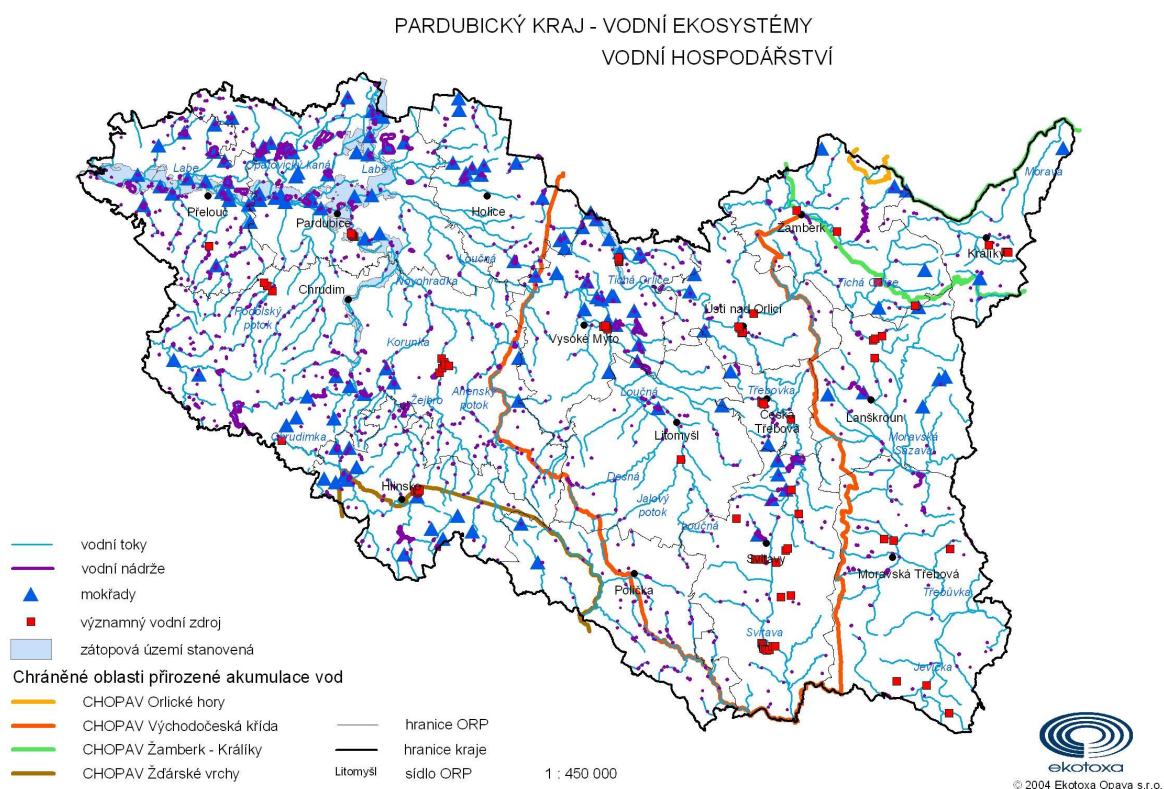 PARDUBICKÝ KRAJ - VODNÍ EKOSYSTÉMY
VODNÍ HOSPODÁŘSTVÍ
Labe
Opatovický kanál
Labe
Morava
Přelouč
Pardubice
Holice
Žamberk
Králíky
Loučná
Novohradka
Chrudim
Tichá Orlice
Tichá Orlice
Podolský
potok
Ústí nad Orlicí
Vysoké Mýto
Korunka
Žejbro
Anenský
potok
Loučná
Třebovka
Česká
Třebová
Lanškroun
Litomyšl
Chrudimka
Moravská
Sázava
Hlinsko
Desná
Jalový
potok
Loučná
Svitavy
Moravská Třebová
Polička
Třebůvka
Svitava
Jevíčka
vodní toky
vodní nádrže
mokřady
významný vodní zdroj
zátopová území stanovená
Chráněné oblasti přirozené akumulace vod
CHOPAV Orlické hory
CHOPAV Východočeská křída
CHOPAV Žamberk - Králíky
CHOPAV Žďárské vrchy
hranice ORP
hranice kraje
Litomyšl sídlo ORP
1 : 450 000
ekotoxa
© 2004 Ekotoxa Opava s.r.o.